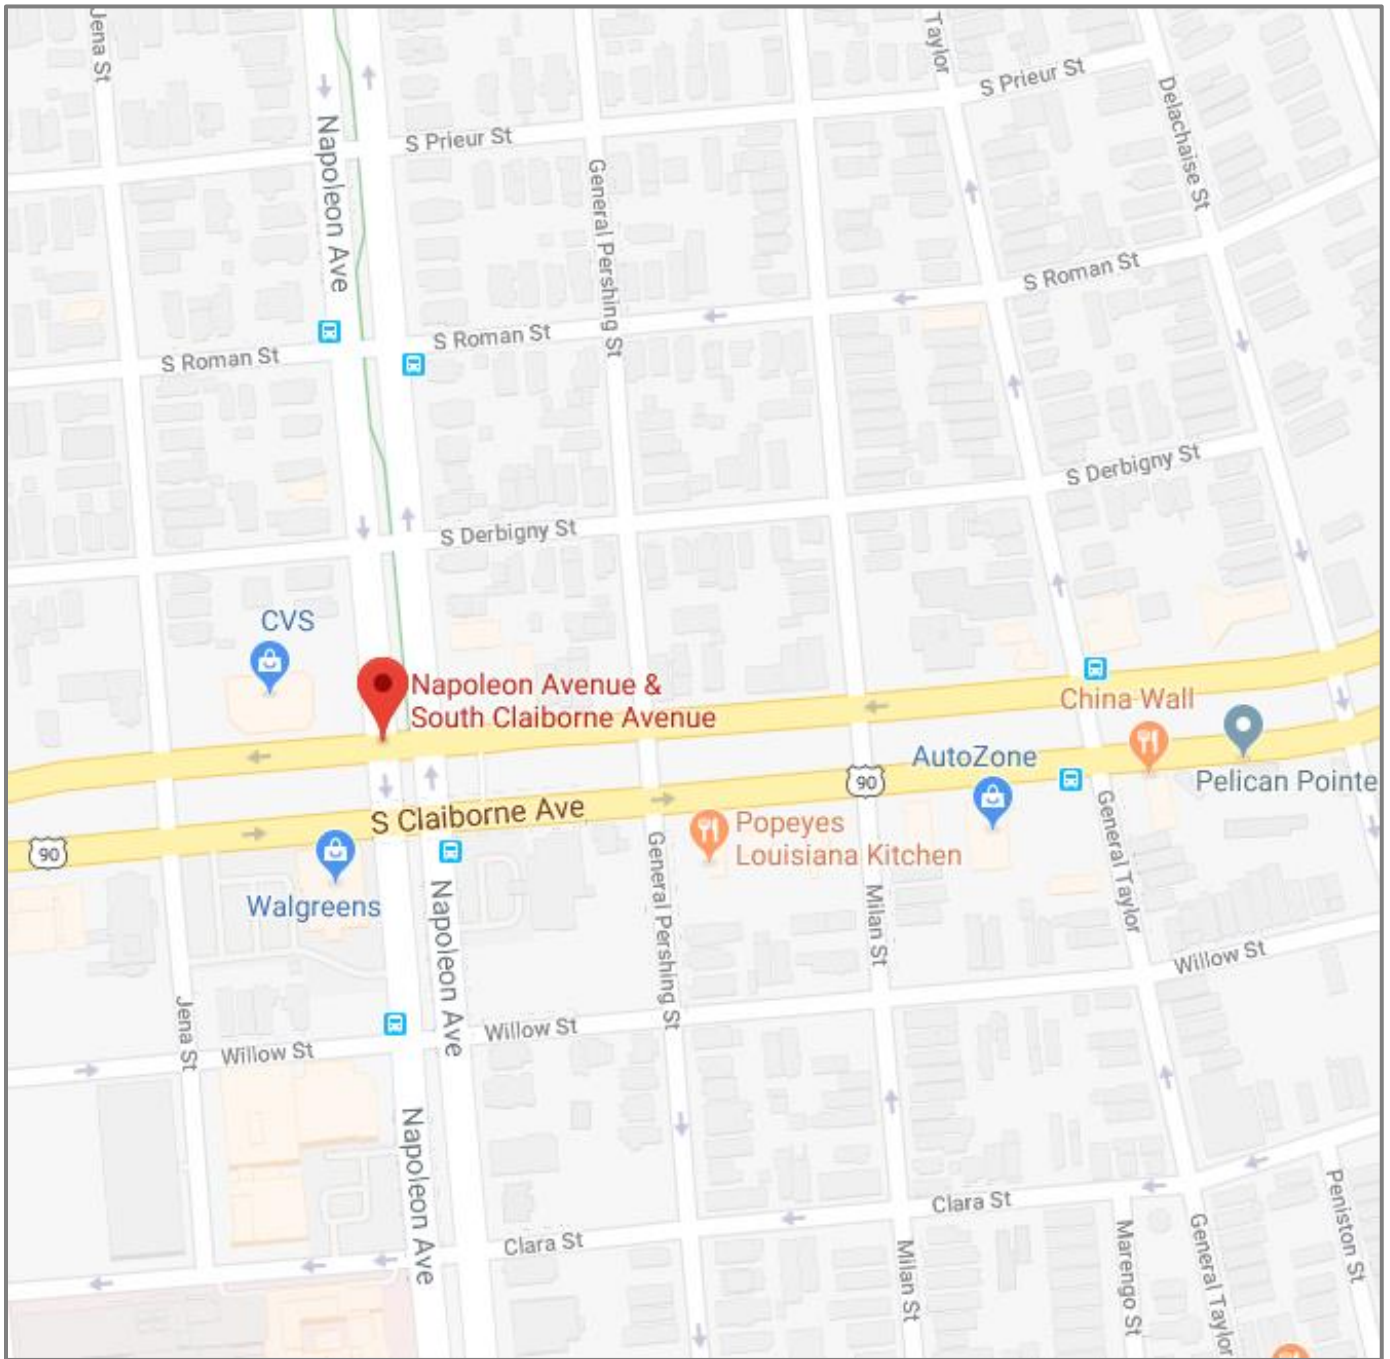 Jena St
Taylor
S Prieur St
Delachaise St
Napoleon Ave
S Prieur St
General Pershing St
S Roman St
S Roman St
S Roman St
S Derbigny St
S Derbigny St
CVS
Napoleon Avenue &
South Claiborne Avenue
China Wall
AutoZone
90
Pelican Pointe
S Claiborne Ave
Popeyes
Louisiana Kitchen
90
General Taylor
General Pershing St
Walgreens
Napoleon Ave
Milan St
Willow St
Jena St
Willow St
Willow St
Napoleon Ave
Clara St
Clara St
Peniston St
Milan St
Marengo St
General Taylor